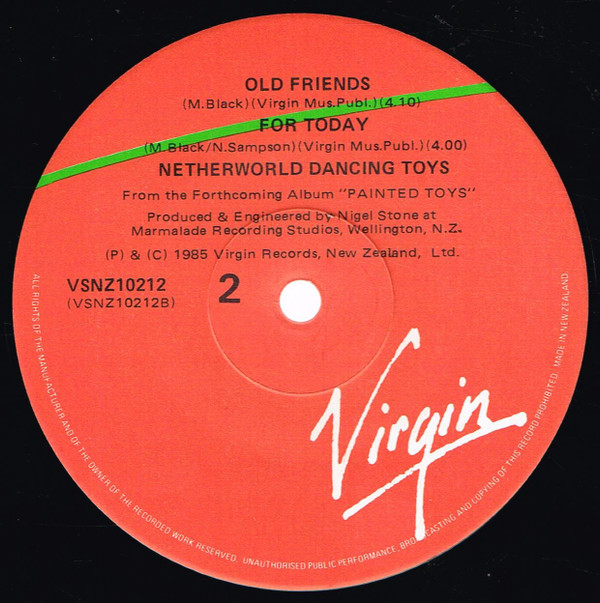 OLD FRIENDS
(M.Black)(Virgin Mus.Publ.)(4.10)
FOR TODAY
(M.Black/N.Sampson)(Virgin Mus.Publ.)(4.00)
NETHERWORLD DANCING TOYS
From the Forthcoming Album "PAINTED TOYS"
Produced & Engineered by Nigel Stone at
Marmalade Recording Studios, Wellington, N.Z.
(P) & (C) 1985 Virgin Records, New Zealand, Ltd.
VSNZ10212
(VSNZ10212B)
2
Virgin
ALL RIGHTS OF THE MANUFACTURER AND OF THE OWNER OF THE RECORDED WORK RESERVED. UNAUTHORISED PUBLIC PERFORMANCE, BROADCASTING AND COPYING OF THIS RECORD PROHIBITED. MADE IN NEW ZEALAND